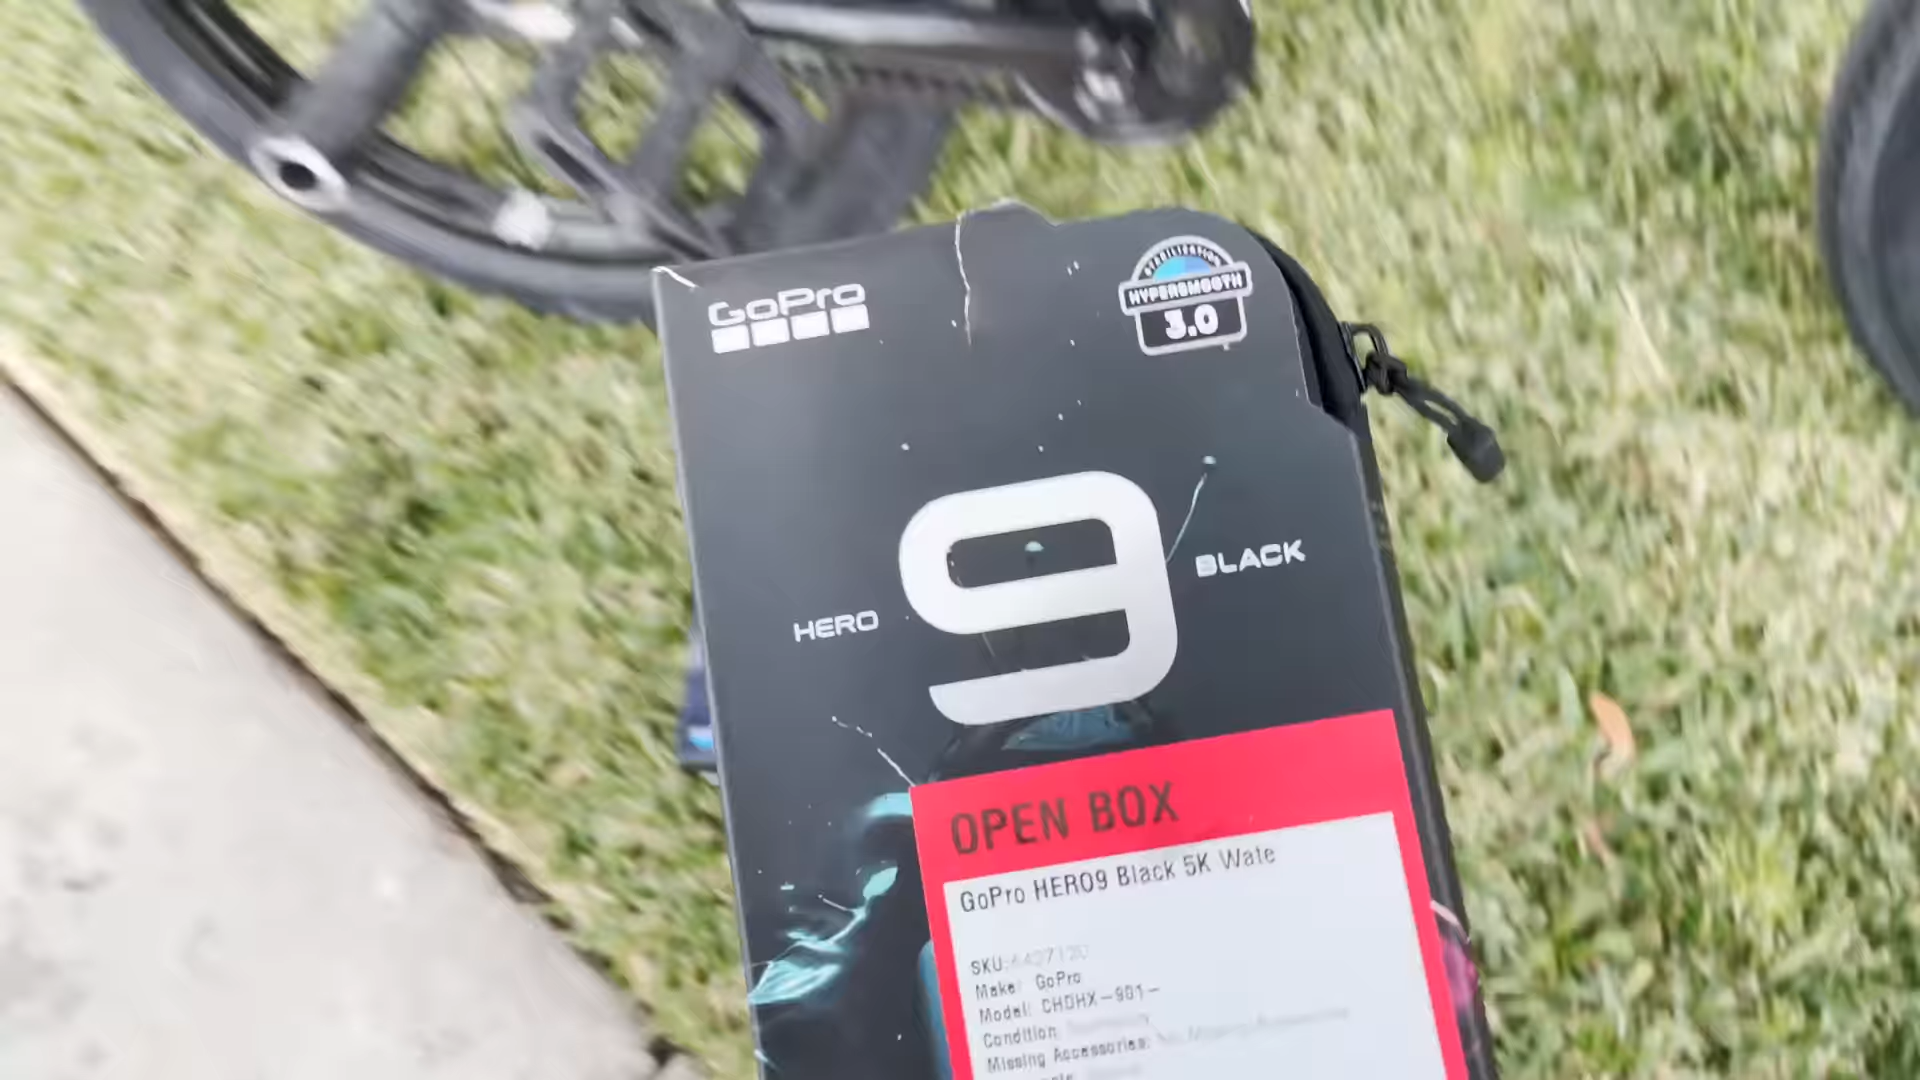 GoPro
STABILIZATION
HYPERSMOOTH
3.0
9
HERO
BLACK
OPEN BOX
GoPro HERO9 Black 5K Wate
SKU:
Make: GoPro
Model: CHDHX-901-
Condition:
Missing Accessories: